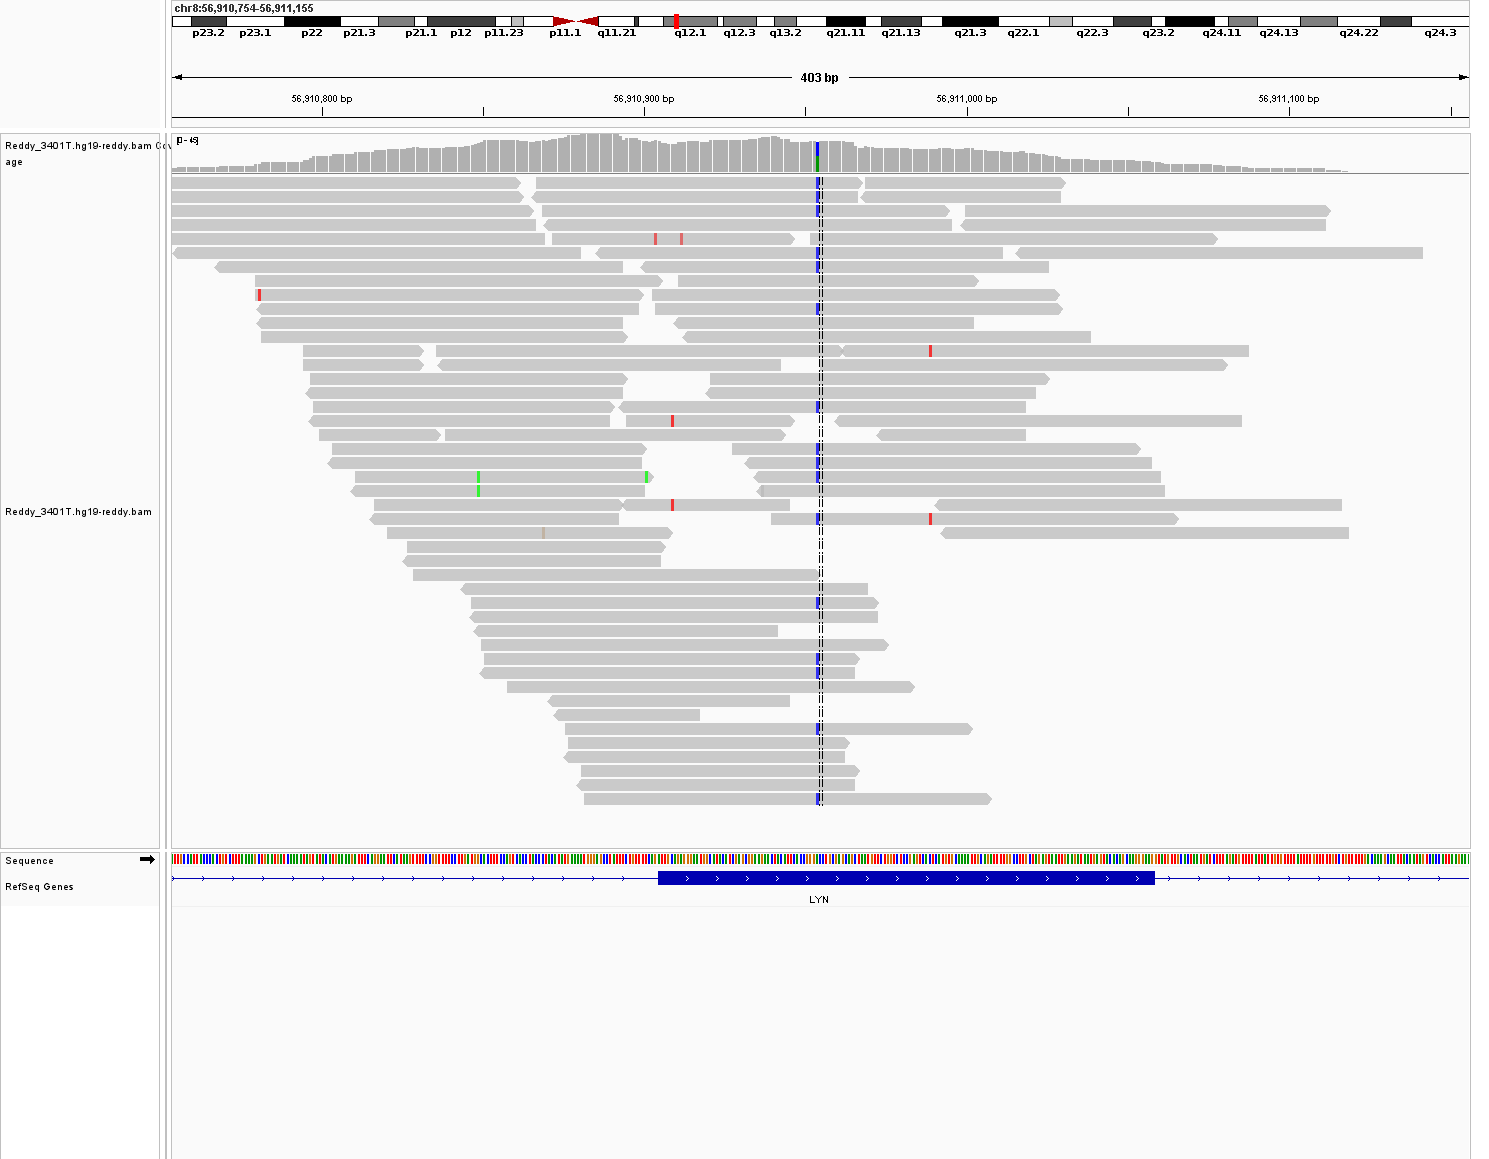 chr8:56,910,754-56,911,155
p23.2 p23.1 p22 p21.3 p21.1 p12 p11.23 p11.1 q11.21 q12.1 q12.3 q13.2 q21.11 q21.13 q21.3 q22.1 q22.3 q23.2 q24.11 q24.13 q24.22 q24.3
403 bp
56,910,800 bp 56,910,900 bp 56,911,000 bp 56,911,100 bp
[0 - 45]
Reddy_3401T.hg19-reddy.bam Cov
age
Reddy_3401T.hg19-reddy.bam
Sequence
RefSeq Genes
LYN